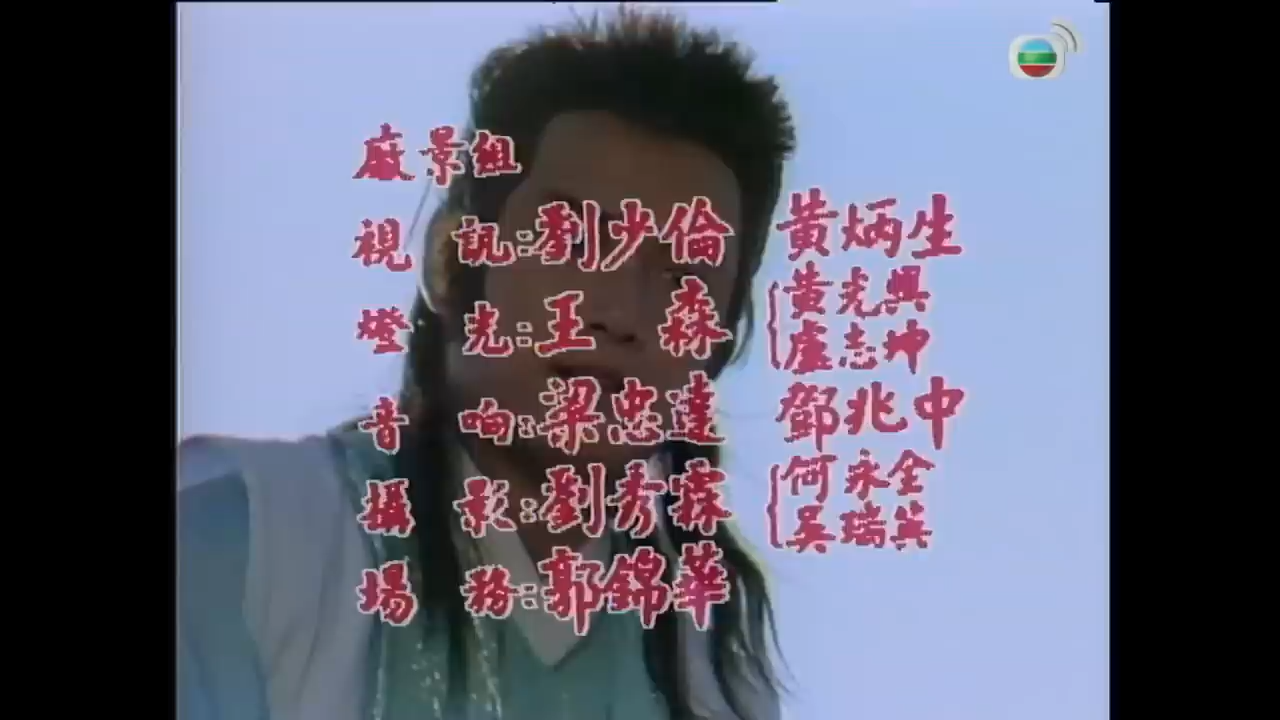 廠景組
視訊:劉少倫 黃炳生
燈光:王森 黃光興
盧志坤
音响:梁忠達 鄧兆中
攝影:劉秀霖 何永全
吳瑞英
場務:郭錦華